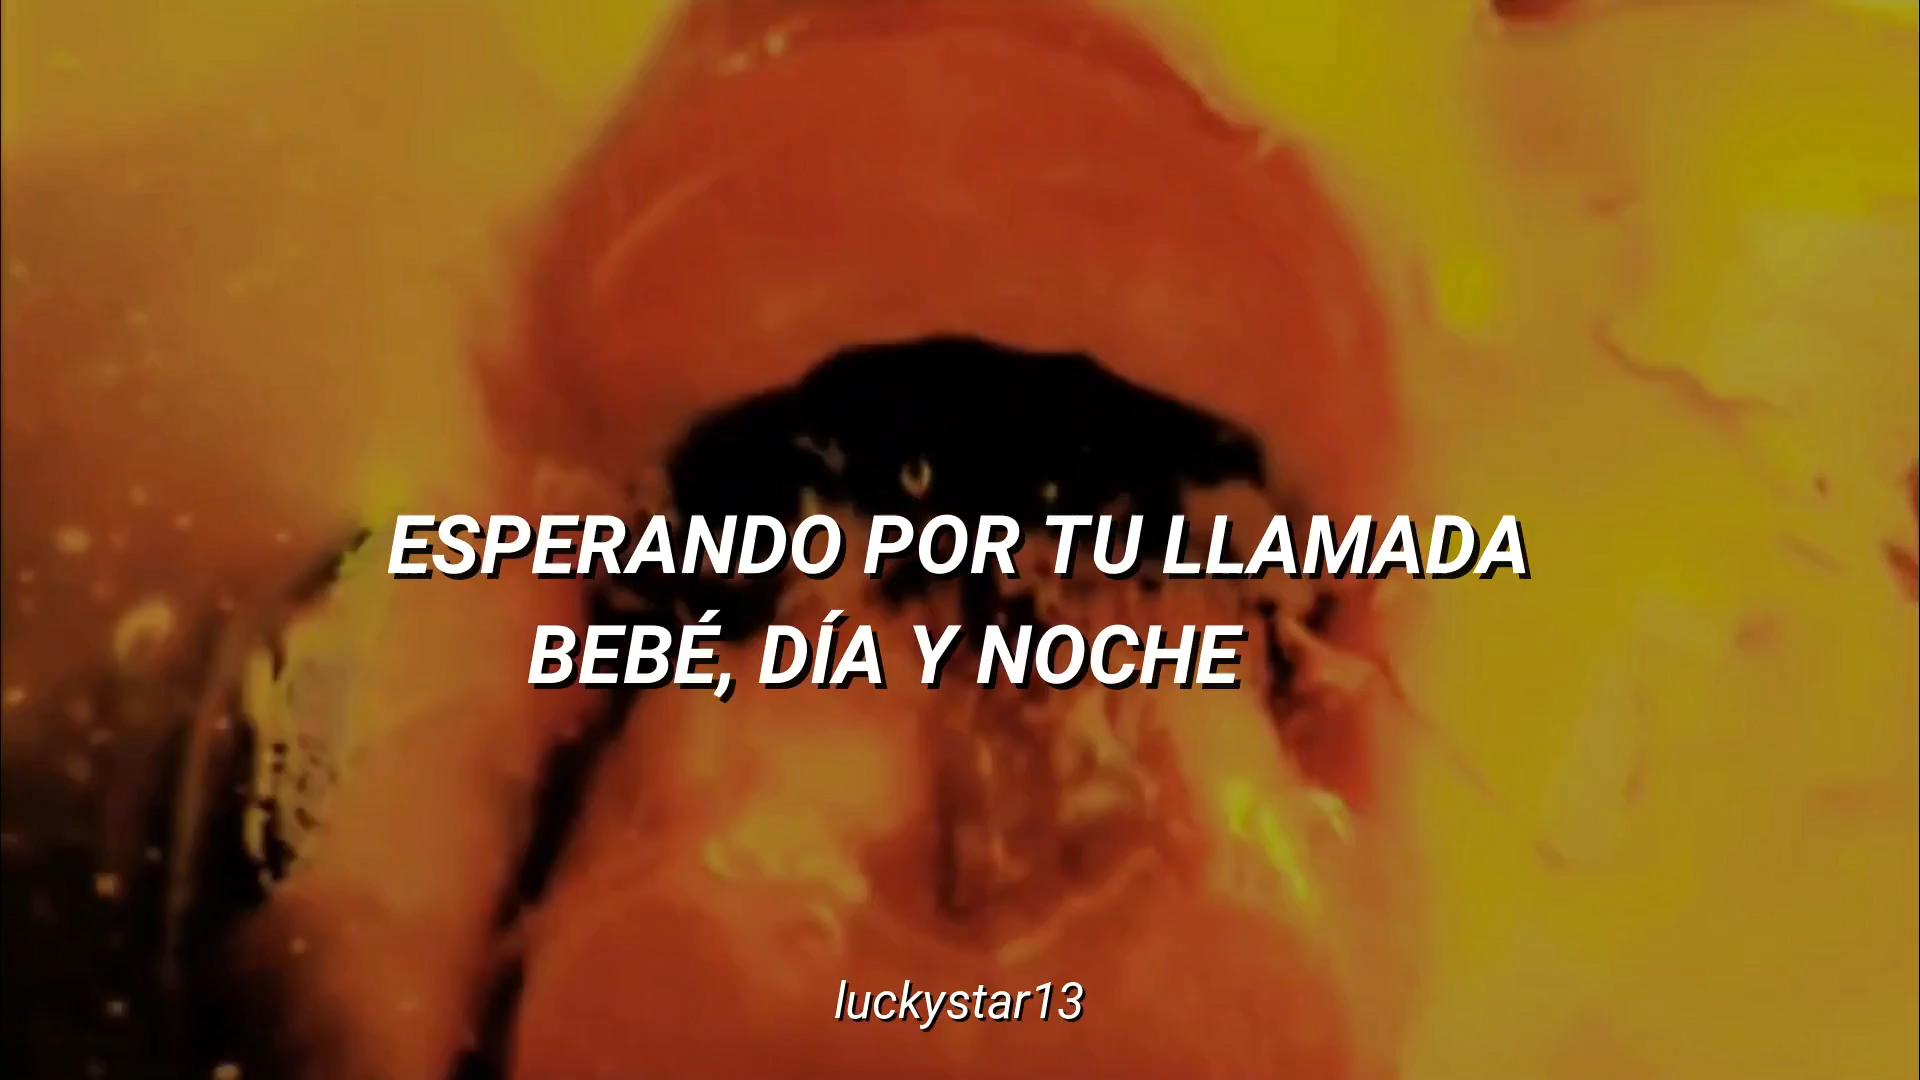 ESPERANDO POR TU LLAMADA
BEBÉ, DÍA Y NOCHE
luckystar13